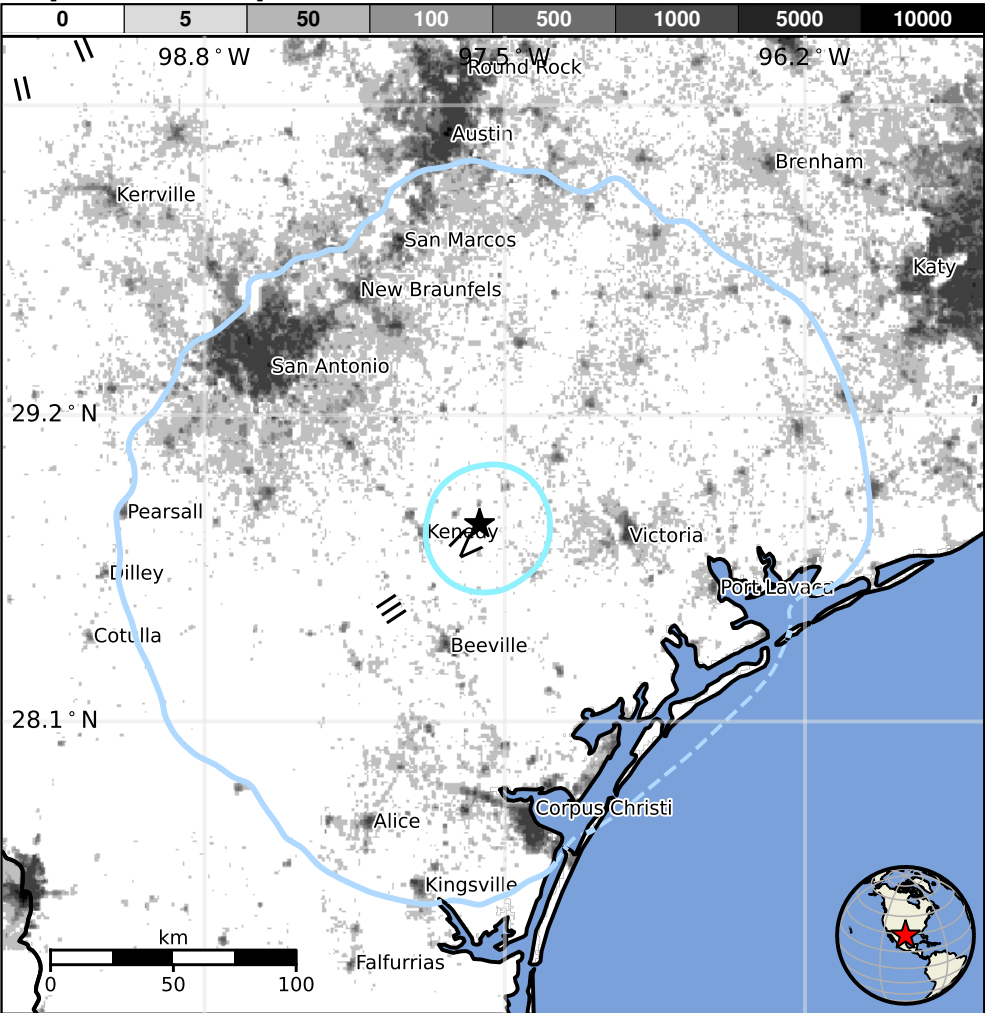 0 5 50 100 500 1000 5000 10000
98.8°W 97.5°W 96.2°W
Round Rock
Austin
Brenham
Kerrville
San Marcos
Katy
New Braunfels
San Antonio
29.2°N
Pearsall
Kenedy
Victoria
Dilley
Port Lavaca
Cotulla
Beeville
28.1°N
Corpus Christi
Alice
Kingsville
km
Falfurrias
0 50 100